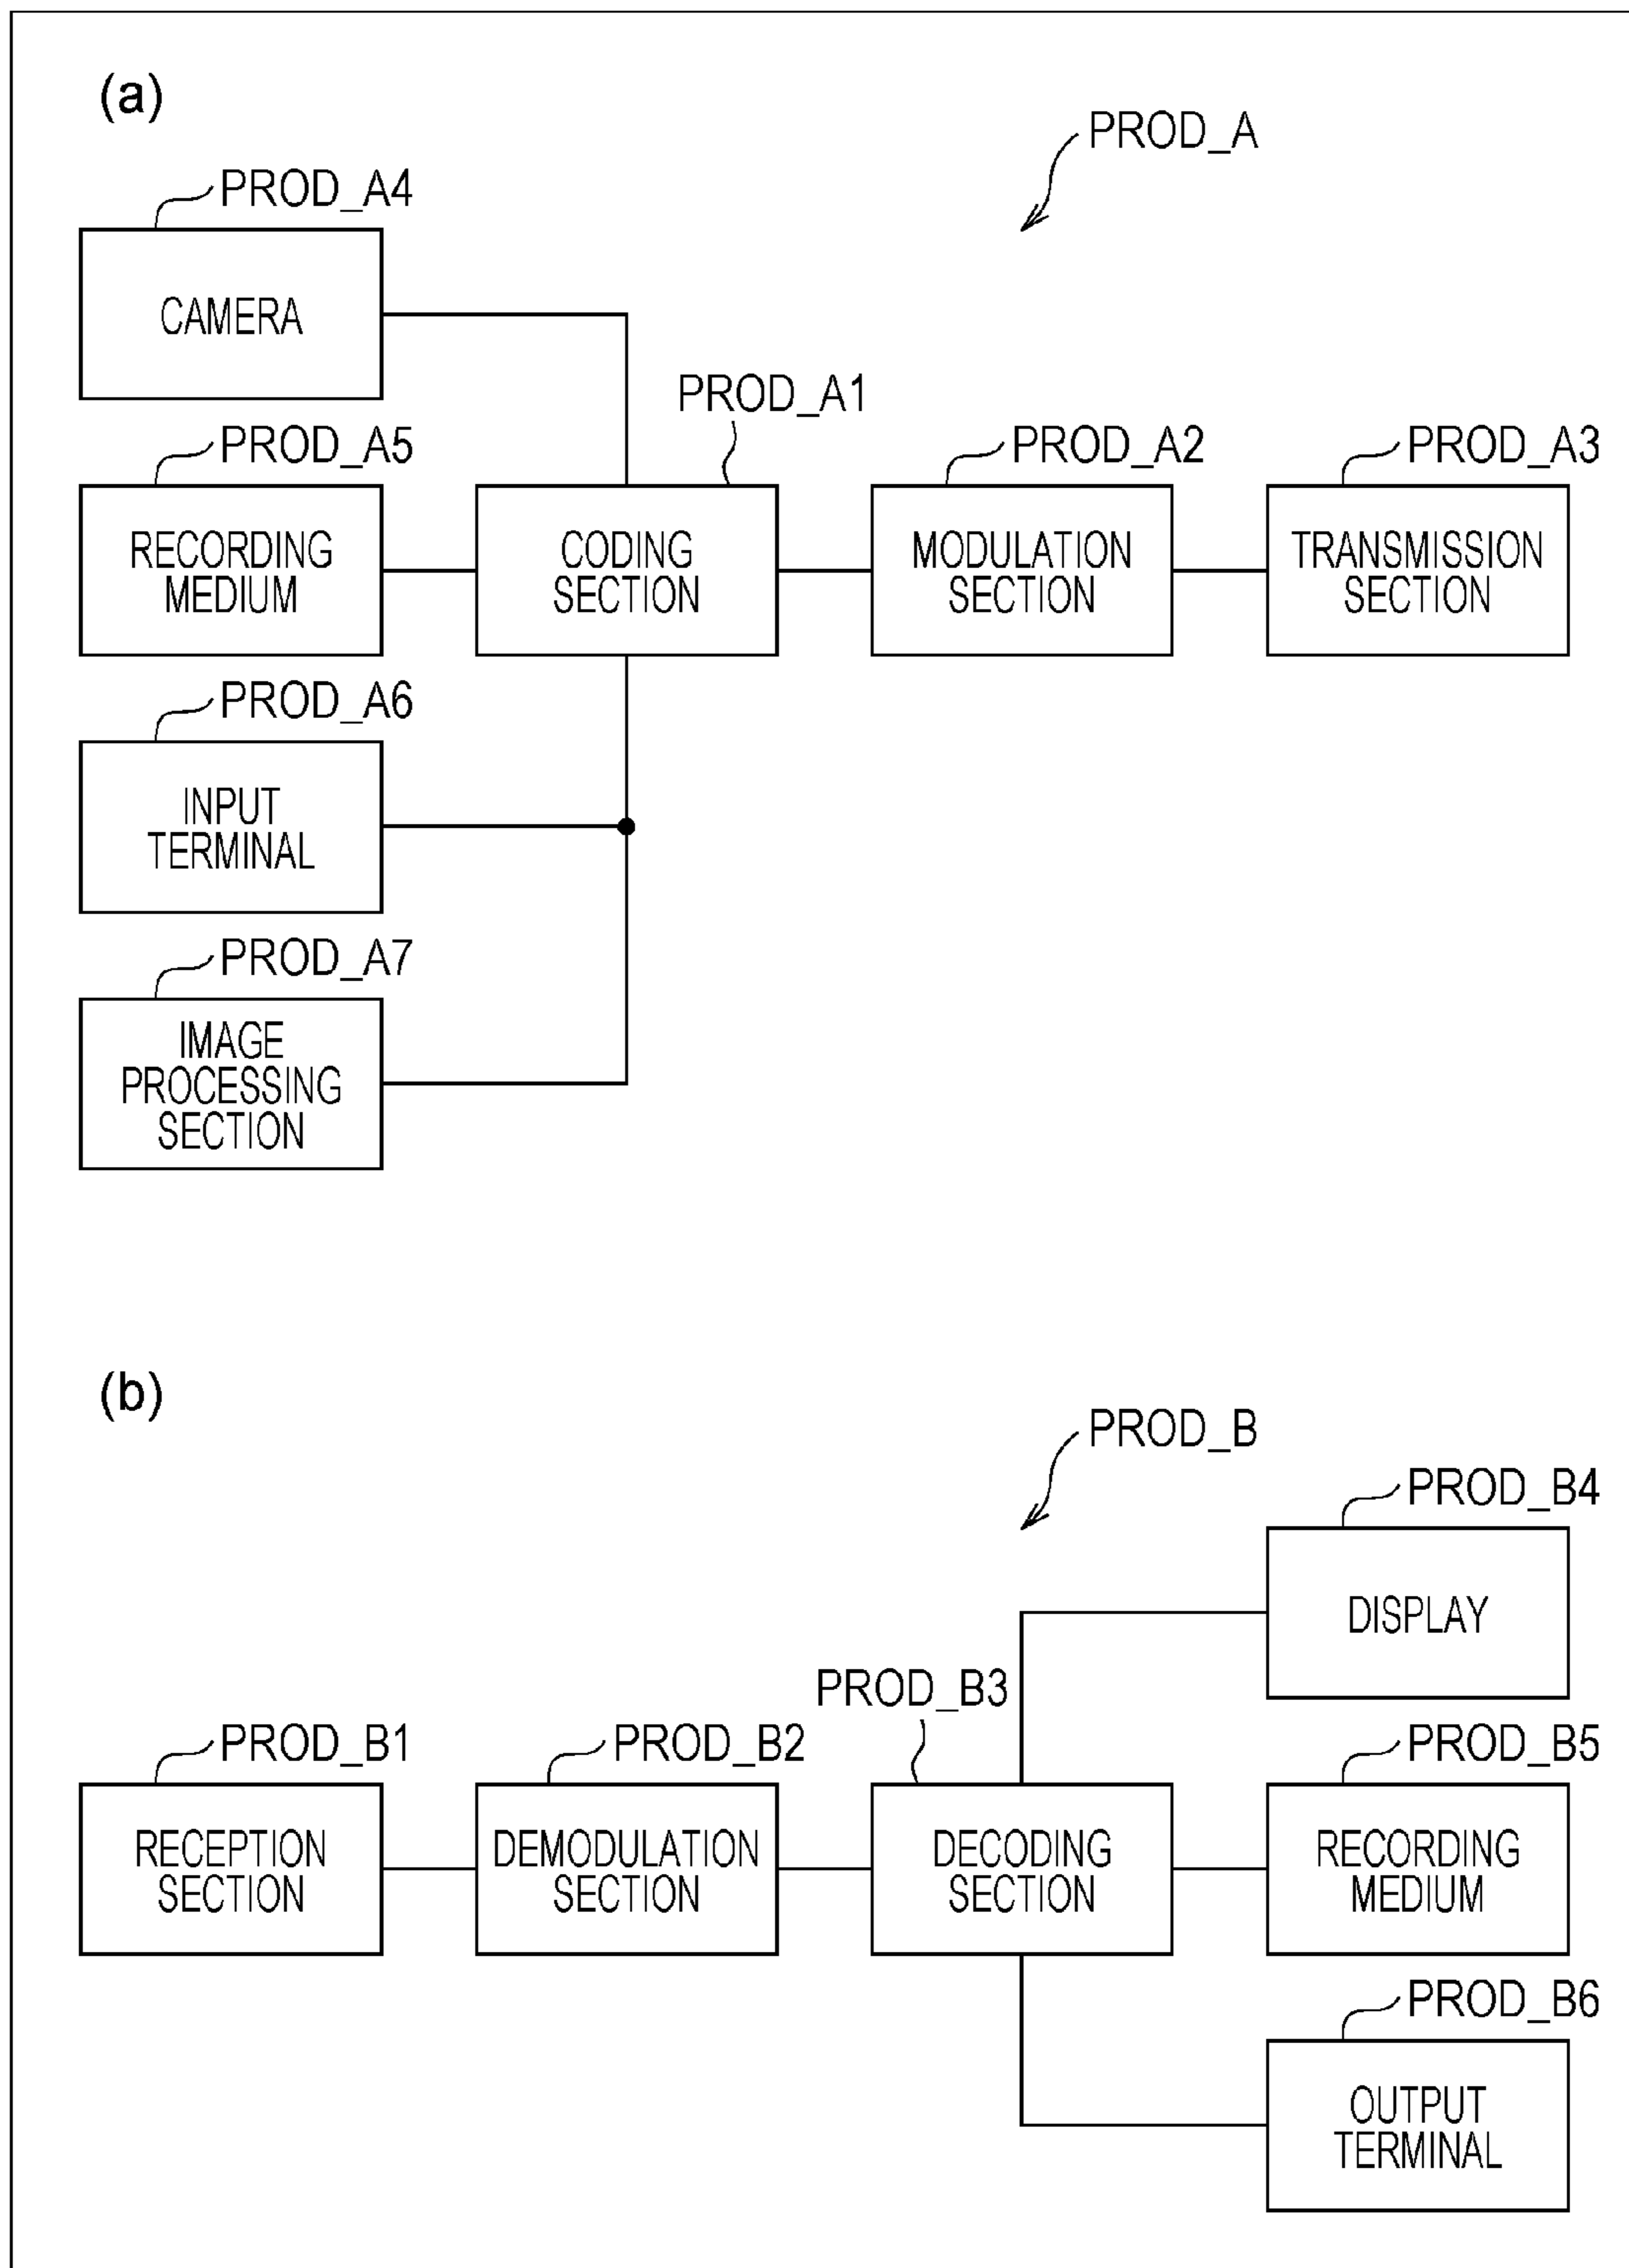 (a)
PROD_A
PROD_A4
CAMERA
PROD_A1
PROD_A5
PROD_A2
PROD_A3
RECORDING
MEDIUM
CODING
SECTION
MODULATION
SECTION
TRANSMISSION
SECTION
PROD_A6
INPUT
TERMINAL
PROD_A7
IMAGE
PROCESSING
SECTION
(b)
PROD_B
PROD_B4
DISPLAY
PROD_B3
PROD_B1
PROD_B2
PROD_B5
RECEPTION
SECTION
DEMODULATION
SECTION
DECODING
SECTION
RECORDING
MEDIUM
PROD_B6
OUTPUT
TERMINAL